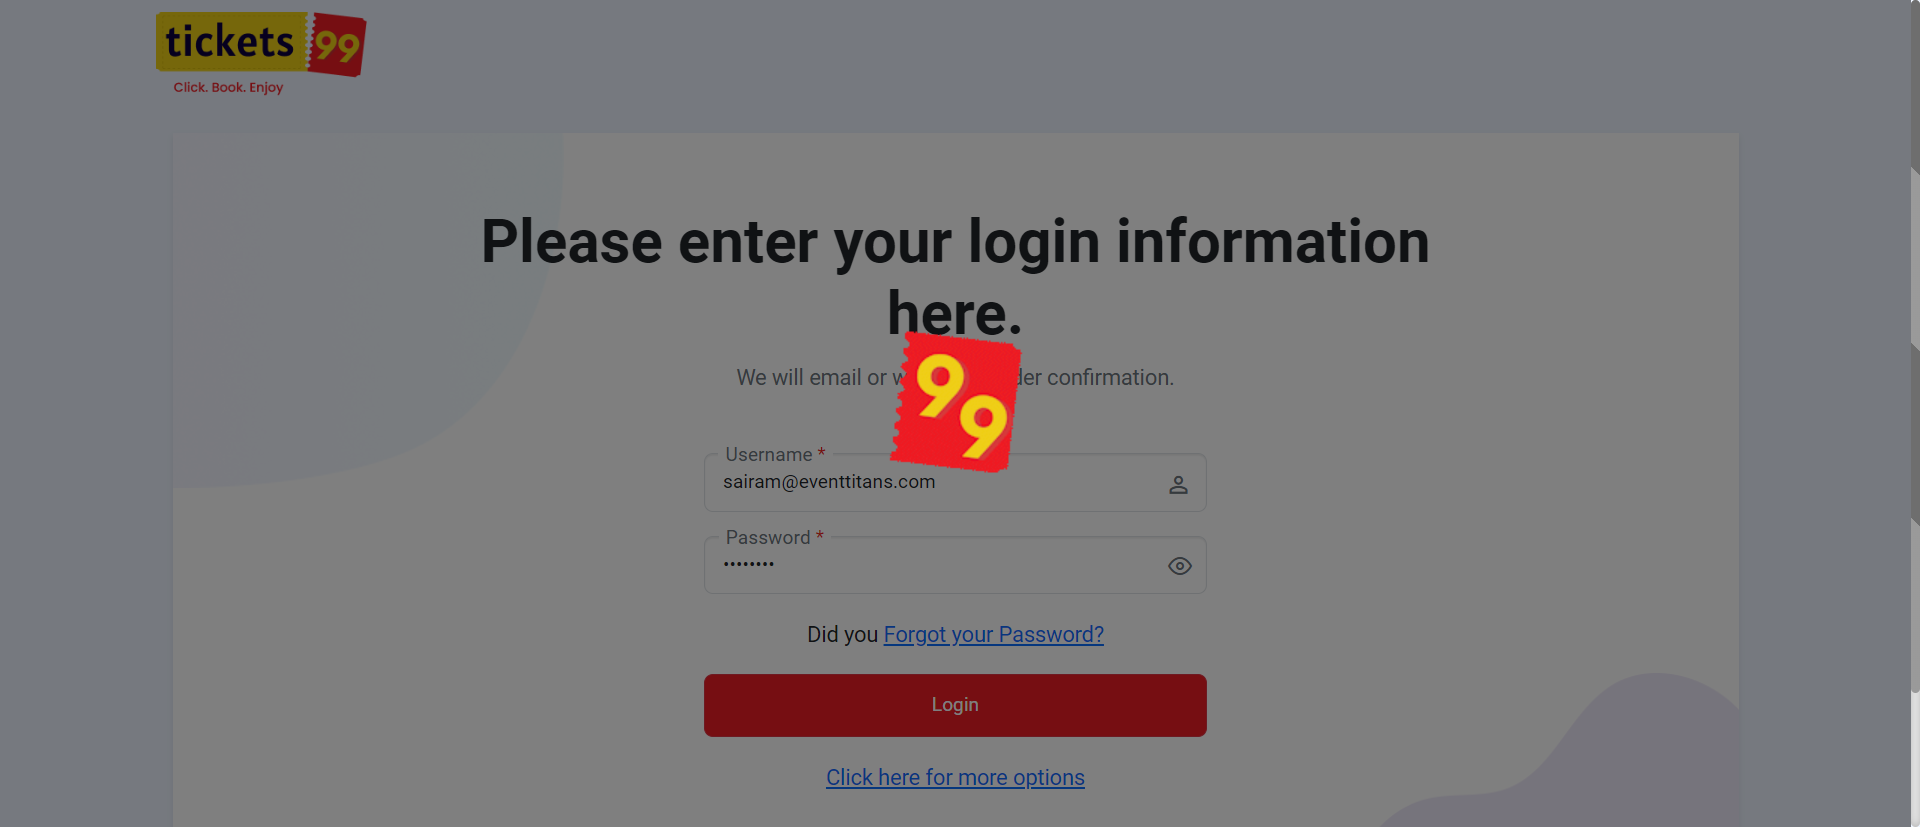 tickets 99
Click. Book. Enjoy
Please enter your login information
here.
We will email or der confirmation.
99
Username *
sairam@eventtitans.com
Password *
••••••••
Did you Forgot your Password?
Login
Click here for more options